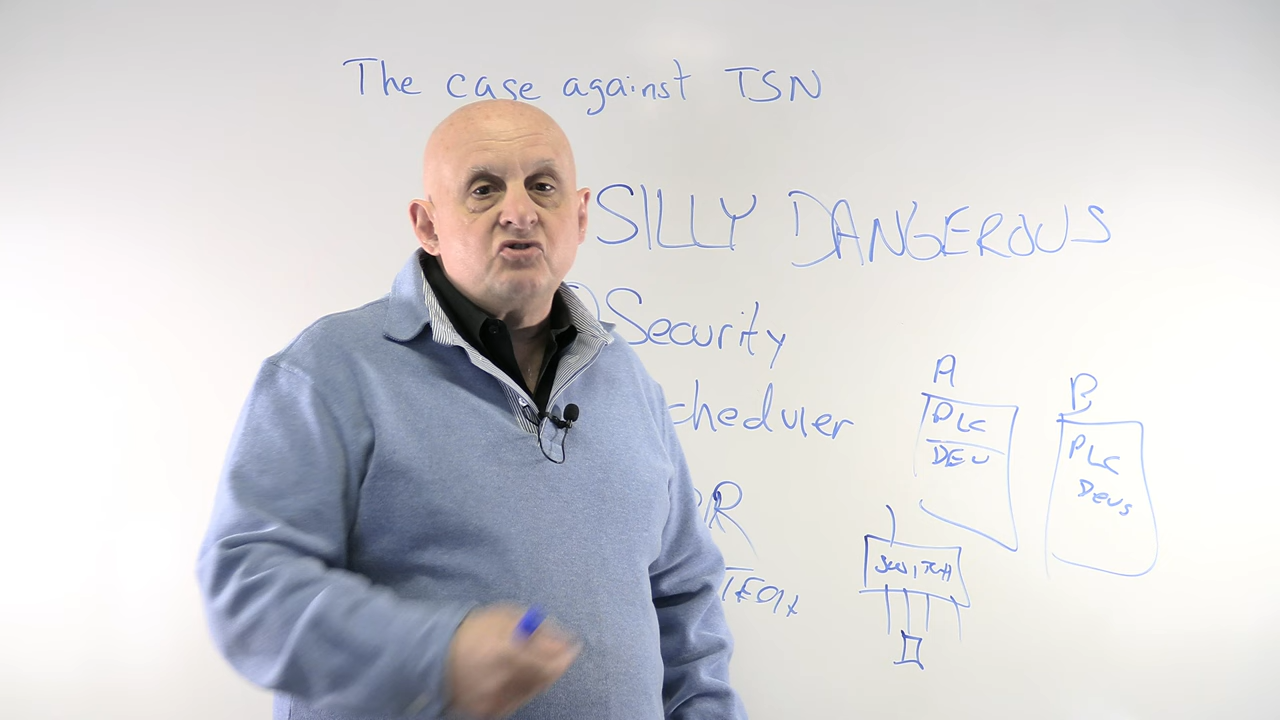 The case against TSN
SILLY DANGEROUS
Security
cheduler
A
PLC
DEV
B
PLC
DEVS
SWITCH